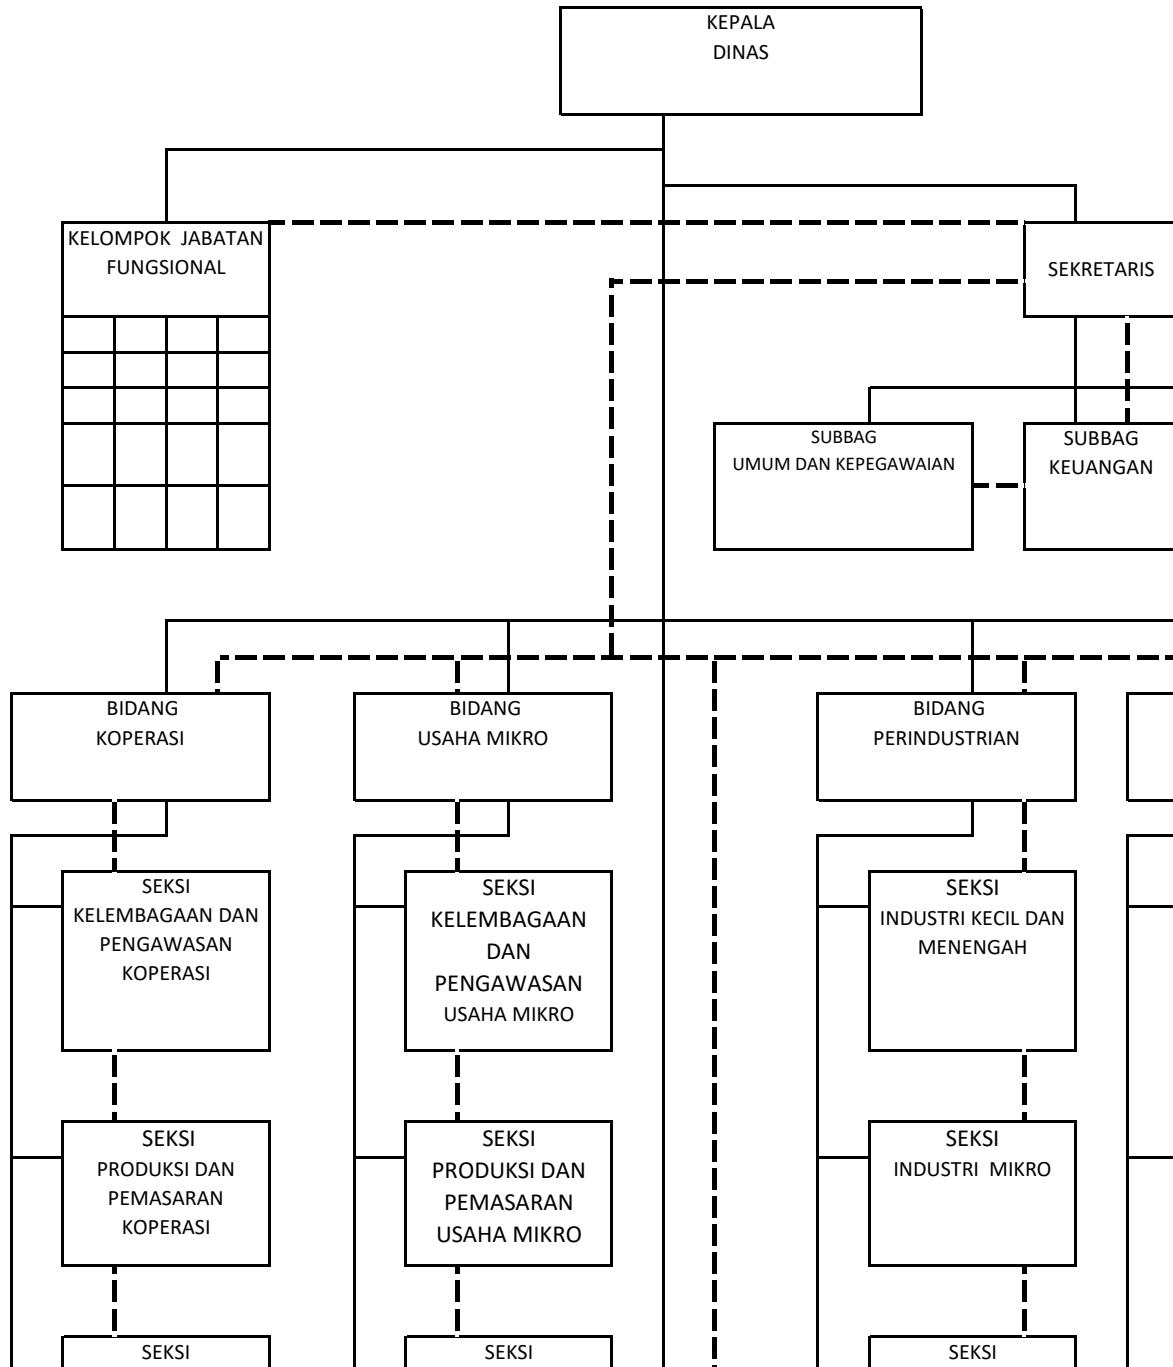 KEPALA
DINAS
KELOMPOK JABATAN
FUNGSIONAL
SEKRETARIS
SUBBAG
UMUM DAN KEPEGAWAIAN
SUBBAG
KEUANGAN
BIDANG
KOPERASI
BIDANG
USAHA MIKRO
BIDANG
PERINDUSTRIAN
SEKSI
KELEMBAGAAN DAN
PENGAWASAN
KOPERASI
SEKSI
KELEMBAGAAN
DAN
PENGAWASAN
USAHA MIKRO
SEKSI
INDUSTRI KECIL DAN
MENENGAH
SEKSI
PRODUKSI DAN
PEMASARAN
KOPERASI
SEKSI
PRODUKSI DAN
PEMASARAN
USAHA MIKRO
SEKSI
INDUSTRI MIKRO
SEKSI
SEKSI
SEKSI